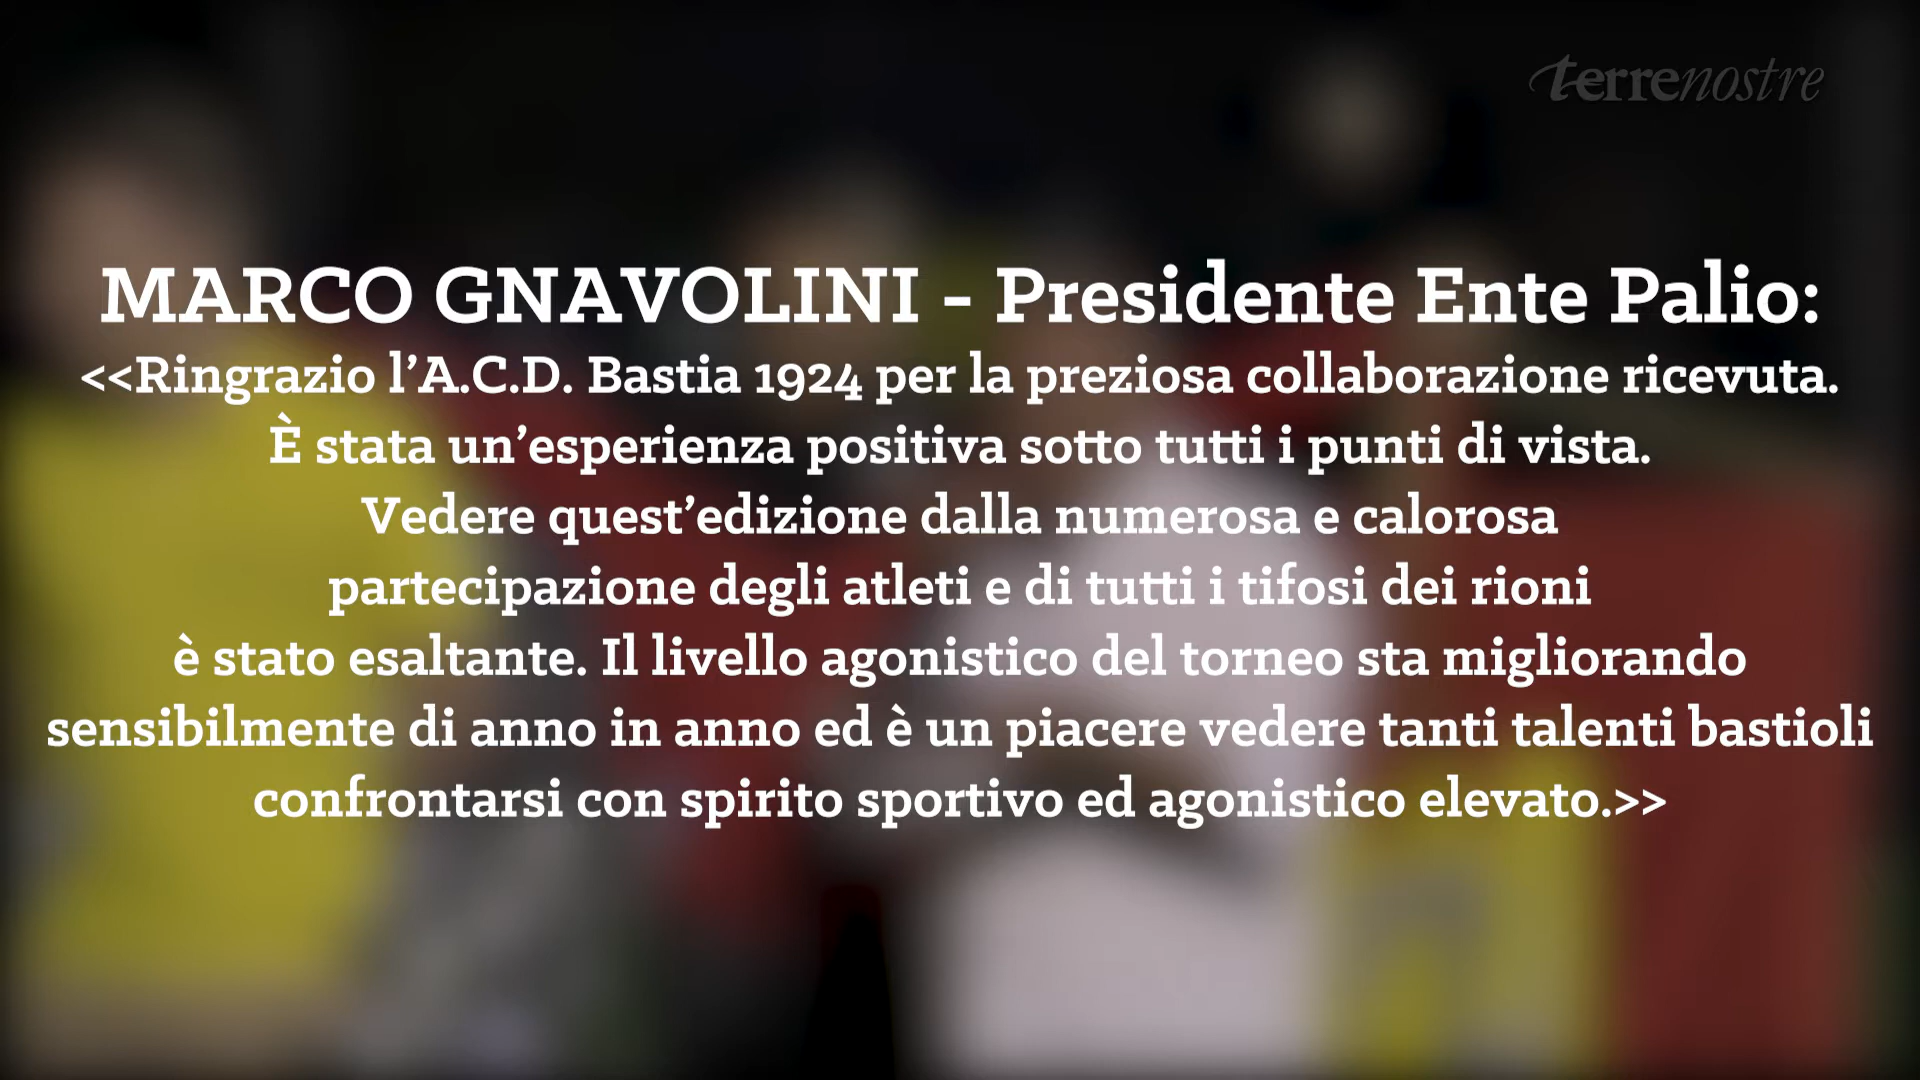 terrenostre
MARCO GNAVOLINI - Presidente Ente Palio:
<<Ringrazio l’A.C.D. Bastia 1924 per la preziosa collaborazione ricevuta.
È stata un’esperienza positiva sotto tutti i punti di vista.
Vedere quest’edizione dalla numerosa e calorosa
partecipazione degli atleti e di tutti i tifosi dei rioni
è stato esaltante. Il livello agonistico del torneo sta migliorando
sensibilmente di anno in anno ed è un piacere vedere tanti talenti bastioli
confrontarsi con spirito sportivo ed agonistico elevato.>>